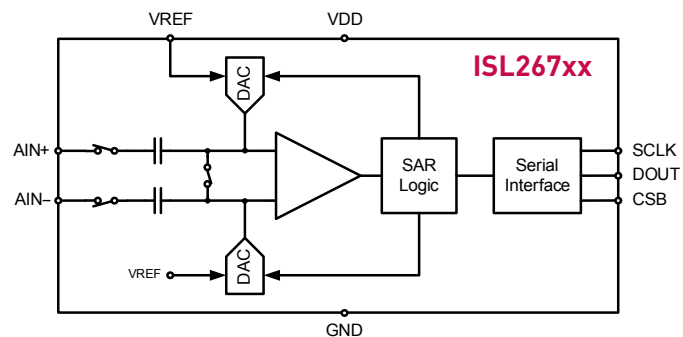 VREF
VDD
ISL267xx
DAC
AIN+
SAR
Logic
Serial
Interface
SCLK
DOUT
CSB
AIN–
VREF
DAC
GND